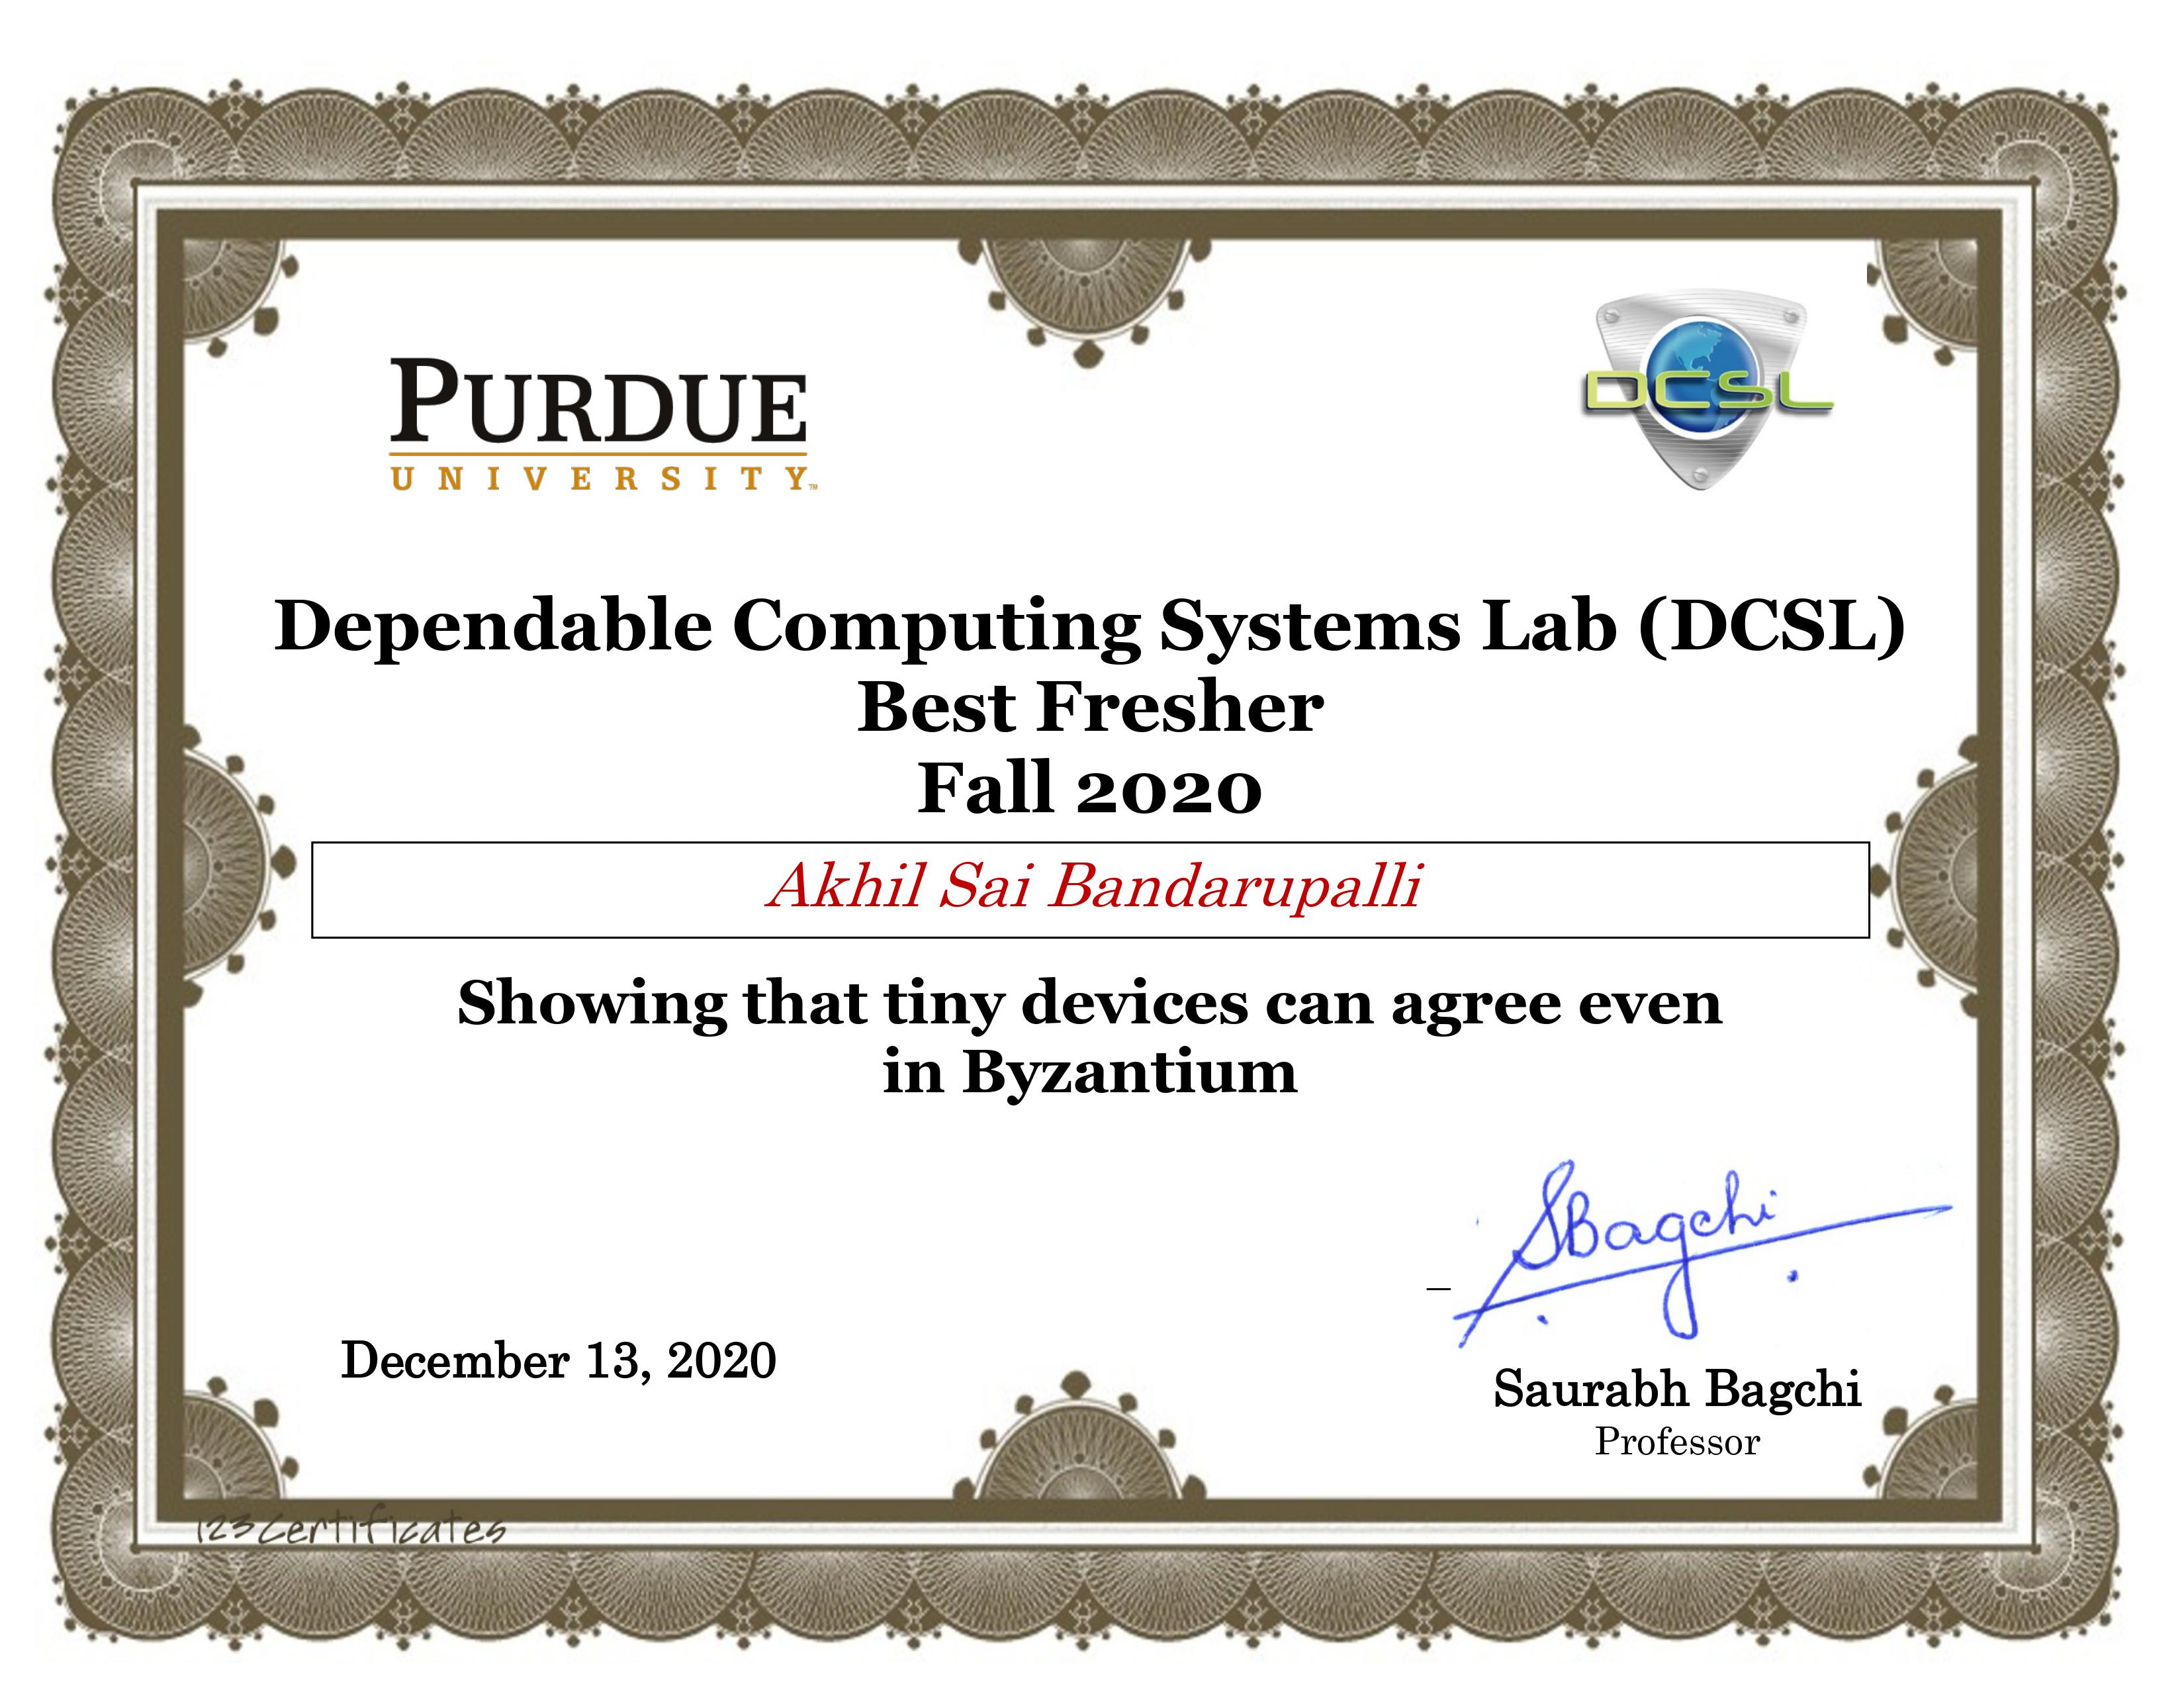 PURDUE
UNIVERSITY™
DCSL
Dependable Computing Systems Lab (DCSL)
Best Fresher
Fall 2020
Akhil Sai Bandarupalli
Showing that tiny devices can agree even
in Byzantium
SBagchi
December 13, 2020
Saurabh Bagchi
Professor
123Certificates